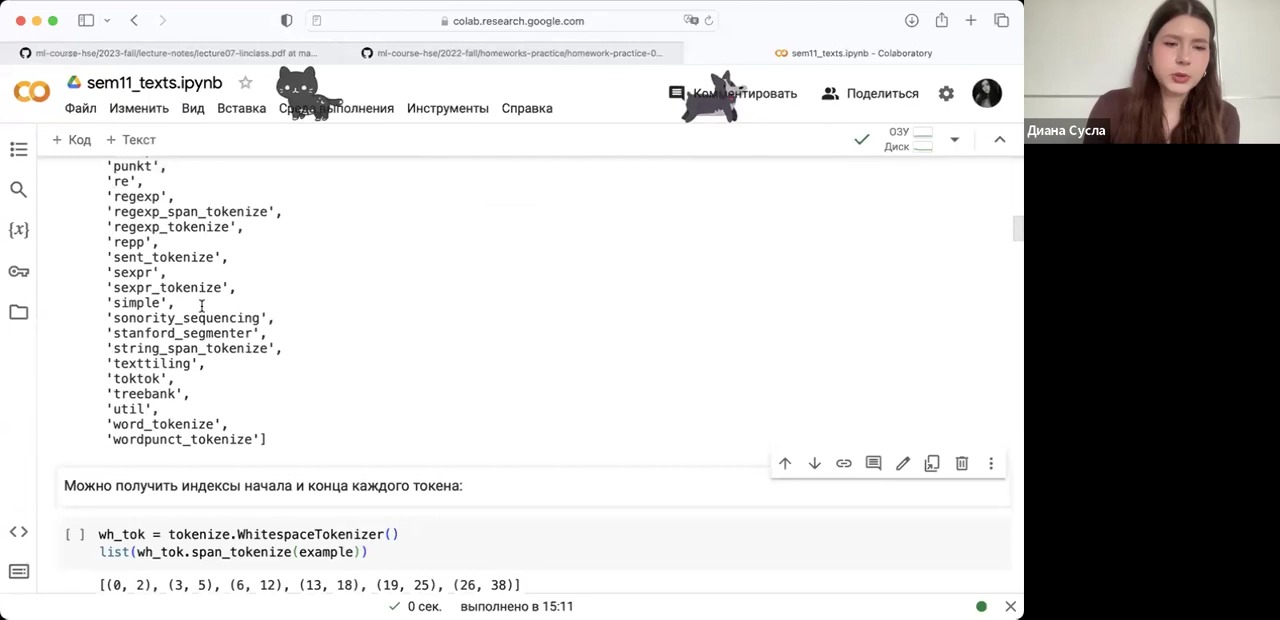 colab.research.google.com
ml-course-hse/2023-fall/lecture-notes/lecture07-linclass.pdf at ma...
ml-course-hse/2022-fall/homeworks-practice/homework-practice-0...
sem11_texts.ipynb - Colaboratory
sem11_texts.ipynb
Файл Изменить Вид Вставка Среда выполнения Инструменты Справка
Комментировать
Поделиться
+ Код + Текст
ОЗУ
Диск
'punkt',
're',
'regexp',
'regexp_span_tokenize',
'regexp_tokenize',
'repp',
'sent_tokenize',
'sexpr',
'sexpr_tokenize',
'simple',
'sonority_sequencing',
'stanford_segmenter',
'string_span_tokenize',
'texttiling',
'toktok',
'treebank',
'util',
'word_tokenize',
'wordpunct_tokenize']
Можно получить индексы начала и конца каждого токена:
[ ] wh_tok = tokenize.WhitespaceTokenizer()
list(wh_tok.span_tokenize(example))
[(0, 2), (3, 5), (6, 12), (13, 18), (19, 25), (26, 38)]
0 сек. выполнено в 15:11
Диана Сусла